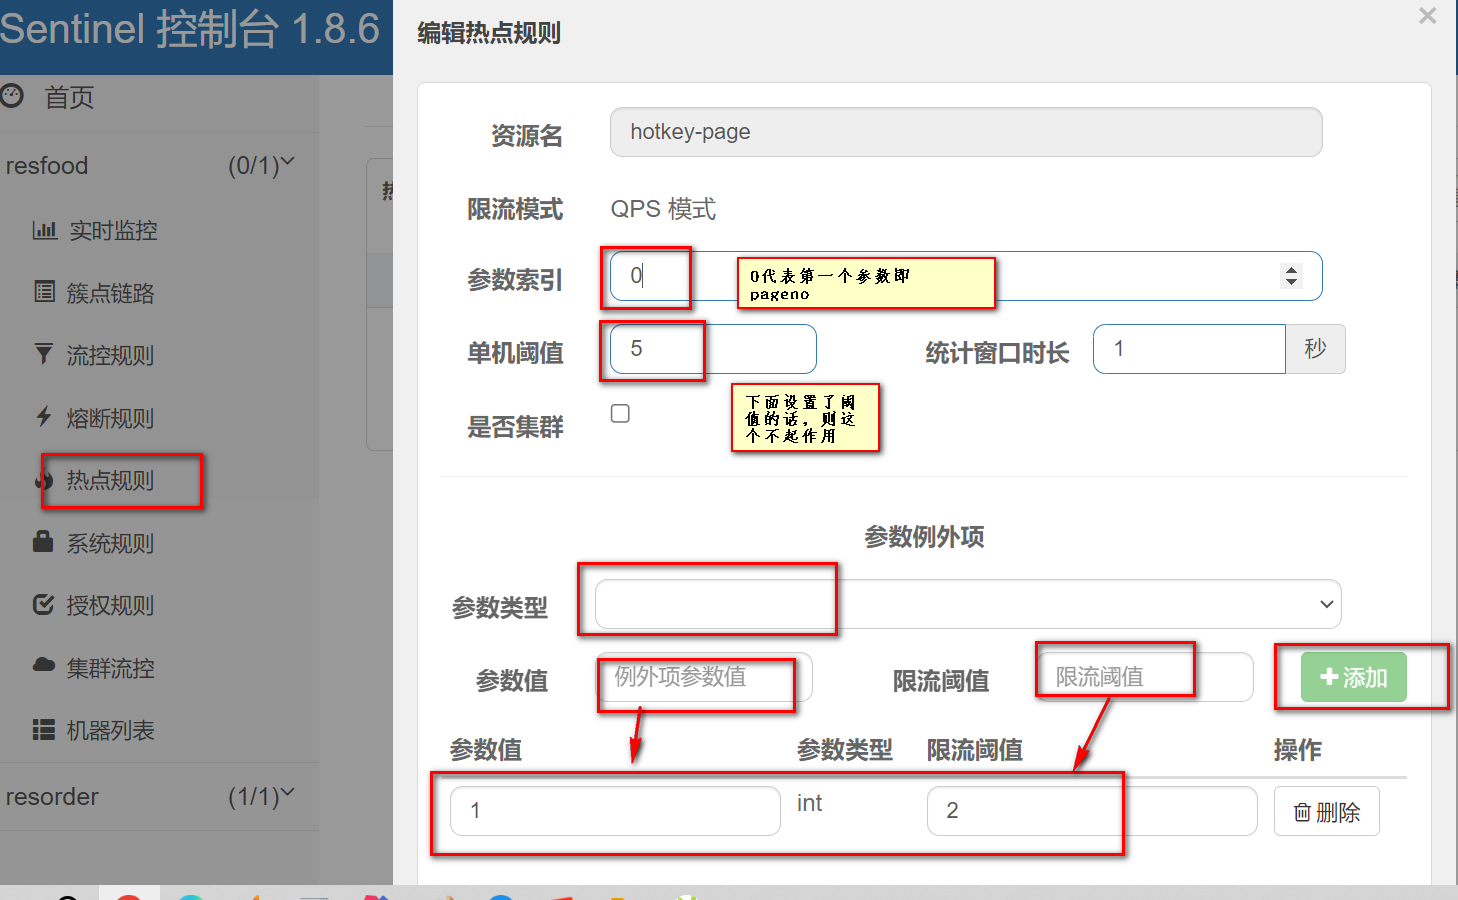 Sentinel 控制台 1.8.6
首页
resfood (0/1)
实时监控
簇点链路
流控规则
熔断规则
热点规则
系统规则
授权规则
集群流控
机器列表
resorder (1/1)
编辑热点规则
×
资源名 hotkey-page
限流模式 QPS 模式
参数索引 0
0代表第一个参数即
pageno
单机阈值 5 统计窗口时长 1 秒
下面设置了阈
值的话，则这
个不起作用
是否集群
参数例外项
参数类型
参数值 例外项参数值 限流阈值 限流阈值 添加
参数值 参数类型 限流阈值 操作
1 int 2 删除